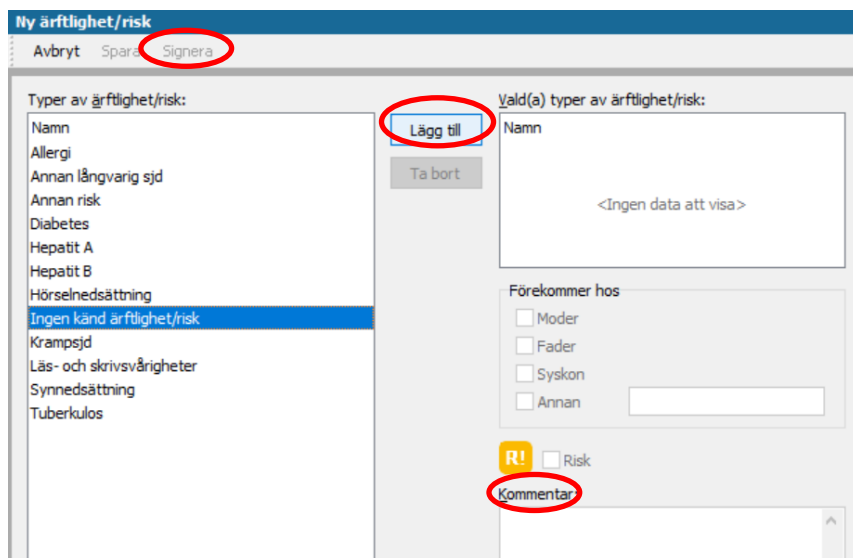 Ny ärftlighet/risk
Avbryt Spara Signera
Typer av ärftlighet/risk:
Namn
Allergi
Annan långvarig sjd
Annan risk
Diabetes
Hepatit A
Hepatit B
Hörselnedsättning
Ingen känd ärftlighet/risk
Krampsjd
Läs- och skrivsvårigheter
Synnedsättning
Tuberkulos
Lägg till
Ta bort
Vald(a) typer av ärftlighet/risk:
Namn
<Ingen data att visa>
Förekommer hos
Moder
Fader
Syskon
Annan
R! Risk
Kommentar: